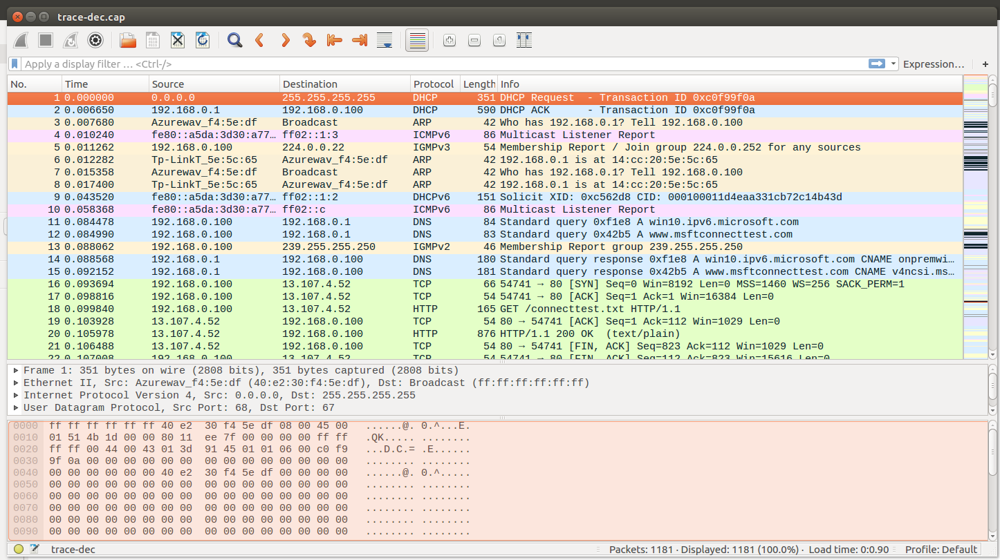 trace-dec.cap
Apply a display filter … <Ctrl-/> Expression… +
No. Time Source Destination Protocol Length Info
1 0.000000 0.0.0.0 255.255.255.255 DHCP 351 DHCP Request - Transaction ID 0xc0f99f0a
2 0.006650 192.168.0.1 192.168.0.100 DHCP 590 DHCP ACK - Transaction ID 0xc0f99f0a
3 0.007680 Azurewav_f4:5e:df Broadcast ARP 42 Who has 192.168.0.1? Tell 192.168.0.100
4 0.010240 fe80::a5da:3d30:a77… ff02::1:3 ICMPv6 86 Multicast Listener Report
5 0.011262 192.168.0.100 224.0.0.22 IGMPv3 54 Membership Report / Join group 224.0.0.252 for any sources
6 0.012282 Tp-LinkT_5e:5c:65 Azurewav_f4:5e:df ARP 42 192.168.0.1 is at 14:cc:20:5e:5c:65
7 0.015358 Azurewav_f4:5e:df Broadcast ARP 42 Who has 192.168.0.1? Tell 192.168.0.100
8 0.017400 Tp-LinkT_5e:5c:65 Azurewav_f4:5e:df ARP 42 192.168.0.1 is at 14:cc:20:5e:5c:65
9 0.043520 fe80::a5da:3d30:a77… ff02::1:2 DHCPv6 151 Solicit XID: 0xc562d8 CID: 000100011d4eaa331cb72c14b43d
10 0.058368 fe80::a5da:3d30:a77… ff02::c ICMPv6 86 Multicast Listener Report
11 0.084478 192.168.0.100 192.168.0.1 DNS 84 Standard query 0xf1e8 A win10.ipv6.microsoft.com
12 0.084990 192.168.0.100 192.168.0.1 DNS 83 Standard query 0x42b5 A www.msftconnecttest.com
13 0.088062 192.168.0.100 239.255.255.250 IGMPv2 46 Membership Report group 239.255.255.250
14 0.088568 192.168.0.1 192.168.0.100 DNS 180 Standard query response 0xf1e8 A win10.ipv6.microsoft.com CNAME onpremwi…
15 0.092152 192.168.0.1 192.168.0.100 DNS 181 Standard query response 0x42b5 A www.msftconnecttest.com CNAME v4ncsi.ms…
16 0.093694 192.168.0.100 13.107.4.52 TCP 66 54741 → 80 [SYN] Seq=0 Win=8192 Len=0 MSS=1460 WS=256 SACK_PERM=1
17 0.098816 192.168.0.100 13.107.4.52 TCP 54 54741 → 80 [ACK] Seq=1 Ack=1 Win=16384 Len=0
18 0.099840 192.168.0.100 13.107.4.52 HTTP 165 GET /connecttest.txt HTTP/1.1
19 0.103928 13.107.4.52 192.168.0.100 TCP 54 80 → 54741 [ACK] Seq=1 Ack=112 Win=1029 Len=0
20 0.105978 13.107.4.52 192.168.0.100 HTTP 876 HTTP/1.1 200 OK (text/plain)
21 0.106488 13.107.4.52 192.168.0.100 TCP 54 80 → 54741 [FIN, ACK] Seq=823 Ack=112 Win=1029 Len=0
22 0.107008 192.168.0.100 13.107.4.52 TCP 54 54741 → 80 [FIN, ACK] Seq=112 Ack=823 Win=15616 Len=0
Frame 1: 351 bytes on wire (2808 bits), 351 bytes captured (2808 bits)
Ethernet II, Src: Azurewav_f4:5e:df (40:e2:30:f4:5e:df), Dst: Broadcast (ff:ff:ff:ff:ff:ff)
Internet Protocol Version 4, Src: 0.0.0.0, Dst: 255.255.255.255
User Datagram Protocol, Src Port: 68, Dst Port: 67
0000 ff ff ff ff ff ff 40 e2 30 f4 5e df 08 00 45 00 ......@. 0.^...E.
0010 01 51 4b 1d 00 00 80 11 ee 7f 00 00 00 00 ff ff .QK..... ........
0020 ff ff 00 44 00 43 01 3d 91 45 01 01 06 00 c0 f9 ...D.C.= .E......
0030 9f 0a 00 00 00 00 00 00 00 00 00 00 00 00 00 00 ........ ........
0040 00 00 00 00 00 00 40 e2 30 f4 5e df 00 00 00 00 ......@. 0.^.....
0050 00 00 00 00 00 00 00 00 00 00 00 00 00 00 00 00 ........ ........
0060 00 00 00 00 00 00 00 00 00 00 00 00 00 00 00 00 ........ ........
0070 00 00 00 00 00 00 00 00 00 00 00 00 00 00 00 00 ........ ........
0080 00 00 00 00 00 00 00 00 00 00 00 00 00 00 00 00 ........ ........
0090 00 00 00 00 00 00 00 00 00 00 00 00 00 00 00 00 ........ ........
trace-dec Packets: 1181 · Displayed: 1181 (100.0%) · Load time: 0:0.90 Profile: Default